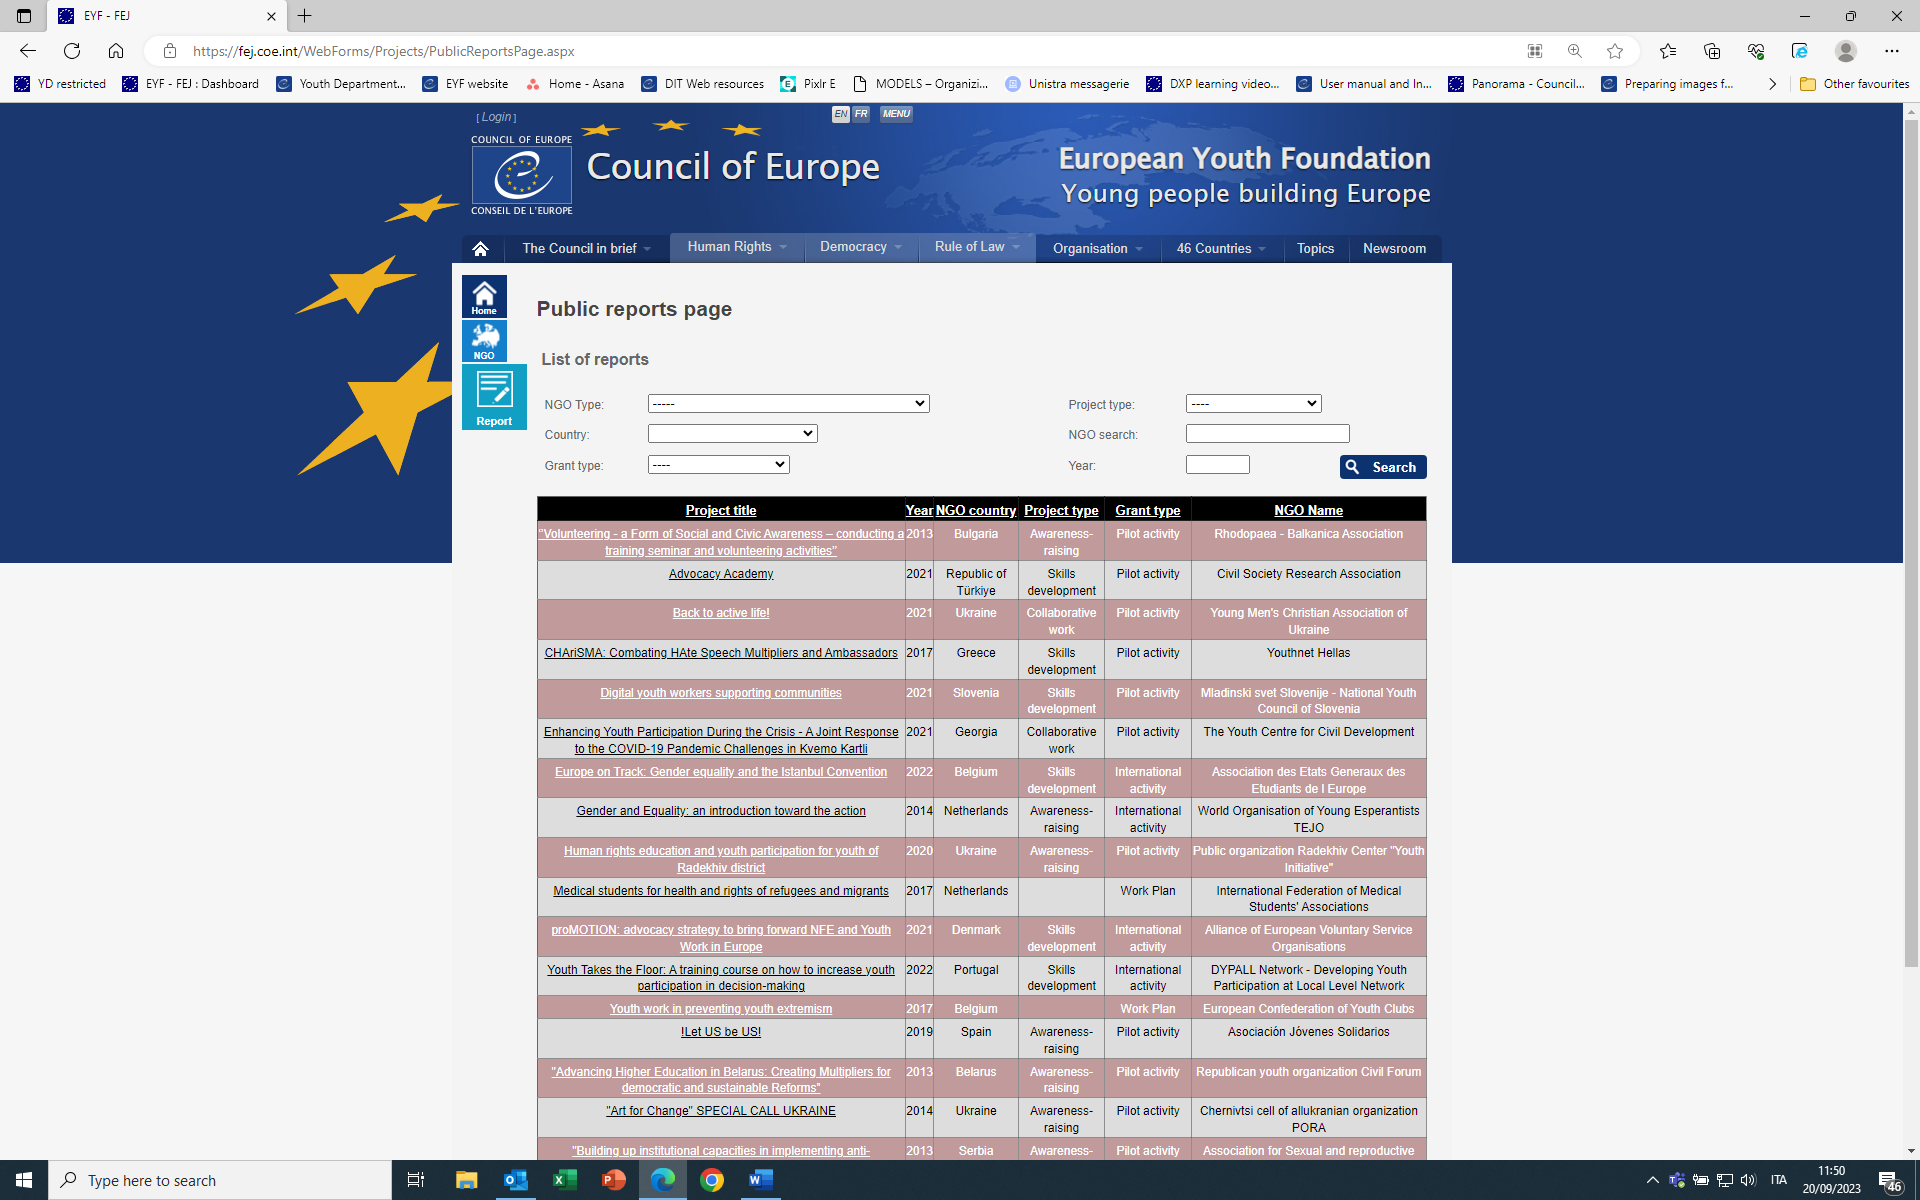 EYF - FEJ
https://fej.coe.int/WebForms/Projects/PublicReportsPage.aspx
YD restricted
EYF - FEJ : Dashboard
Youth Department...
EYF website
Home - Asana
DIT Web resources
Pixlr E
MODELS – Organizi...
Unistra messagerie
DXP learning video...
User manual and In...
Panorama - Council...
Preparing images f...
Other favourites
[ Login ]
EN FR MENU
COUNCIL OF EUROPE
CONSEIL DE L'EUROPE
Council of Europe
European Youth Foundation
Young people building Europe
The Council in brief
Human Rights
Democracy
Rule of Law
Organisation
46 Countries
Topics
Newsroom
Home
NGO
Report
Public reports page
List of reports
NGO Type: -----
Project type: ----
Country:
NGO search:
Grant type: ----
Year:
Search
Project title Year NGO country Project type Grant type NGO Name
"Volunteering - a Form of Social and Civic Awareness – conducting a training seminar and volunteering activities" 2013 Bulgaria Awareness-raising Pilot activity Rhodopaea - Balkanica Association
Advocacy Academy 2021 Republic of Türkiye Skills development Pilot activity Civil Society Research Association
Back to active life! 2021 Ukraine Collaborative work Pilot activity Young Men's Christian Association of Ukraine
CHAriSMA: Combating HAte Speech Multipliers and Ambassadors 2017 Greece Skills development Pilot activity Youthnet Hellas
Digital youth workers supporting communities 2021 Slovenia Skills development Pilot activity Mladinski svet Slovenije - National Youth Council of Slovenia
Enhancing Youth Participation During the Crisis - A Joint Response to the COVID-19 Pandemic Challenges in Kvemo Kartli 2021 Georgia Collaborative work Pilot activity The Youth Centre for Civil Development
Europe on Track: Gender equality and the Istanbul Convention 2022 Belgium Skills development International activity Association des Etats Generaux des Etudiants de l Europe
Gender and Equality: an introduction toward the action 2014 Netherlands Awareness-raising International activity World Organisation of Young Esperantists TEJO
Human rights education and youth participation for youth of Radekhiv district 2020 Ukraine Awareness-raising Pilot activity Public organization Radekhiv Center "Youth Initiative"
Medical students for health and rights of refugees and migrants 2017 Netherlands Work Plan International Federation of Medical Students' Associations
proMOTION: advocacy strategy to bring forward NFE and Youth Work in Europe 2021 Denmark Skills development International activity Alliance of European Voluntary Service Organisations
Youth Takes the Floor: A training course on how to increase youth participation in decision-making 2022 Portugal Skills development International activity DYPALL Network - Developing Youth Participation at Local Level Network
Youth work in preventing youth extremism 2017 Belgium Work Plan European Confederation of Youth Clubs
!Let US be US! 2019 Spain Awareness-raising Pilot activity Asociación Jóvenes Solidarios
"Advancing Higher Education in Belarus: Creating Multipliers for democratic and sustainable Reforms" 2013 Belarus Awareness-raising Pilot activity Republican youth organization Civil Forum
"Art for Change" SPECIAL CALL UKRAINE 2014 Ukraine Awareness-raising Pilot activity Chernivtsi cell of allukranian organization PORA
"Building up institutional capacities in implementing anti- 2013 Serbia Awareness- Pilot activity Association for Sexual and reproductive
Type here to search
ITA
11:50
20/09/2023
46